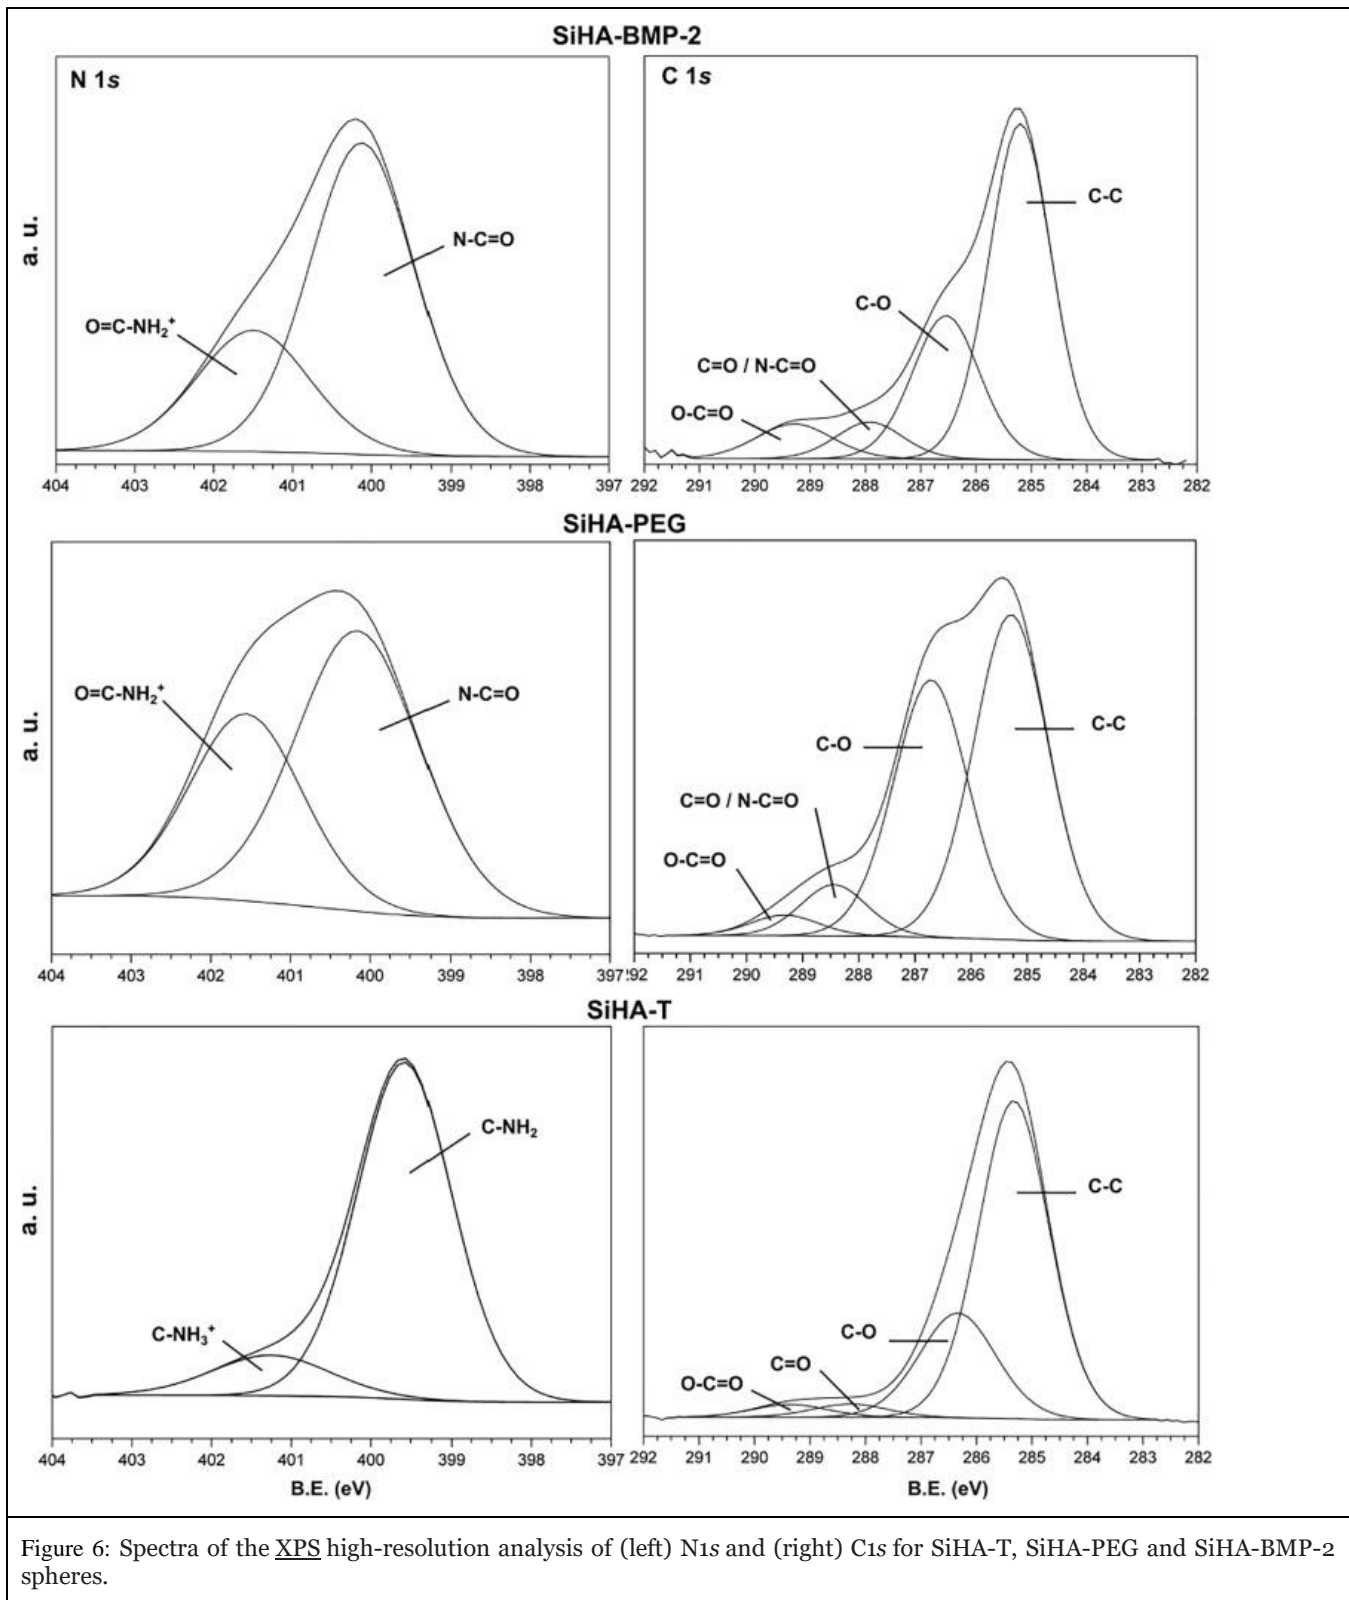 SiHA-BMP-2
N 1s
C 1s
a. u.
N-C=O
O=C-NH₂⁺
C-C
C-O
C=O / N-C=O
O-C=O
404 403 402 401 400 399 398 397
292 291 290 289 288 287 286 285 284 283 282
SiHA-PEG
a. u.
O=C-NH₂⁺
N-C=O
C-O
C-C
C=O / N-C=O
O-C=O
404 403 402 401 400 399 398 397
292 291 290 289 288 287 286 285 284 283 282
SiHA-T
a. u.
C-NH₂
C-NH₃⁺
C-C
C-O
C=O
O-C=O
404 403 402 401 400 399 398 397
292 291 290 289 288 287 286 285 284 283 282
B.E. (eV)
B.E. (eV)
Figure 6: Spectra of the XPS high-resolution analysis of (left) N1s and (right) C1s for SiHA-T, SiHA-PEG and SiHA-BMP-2
spheres.